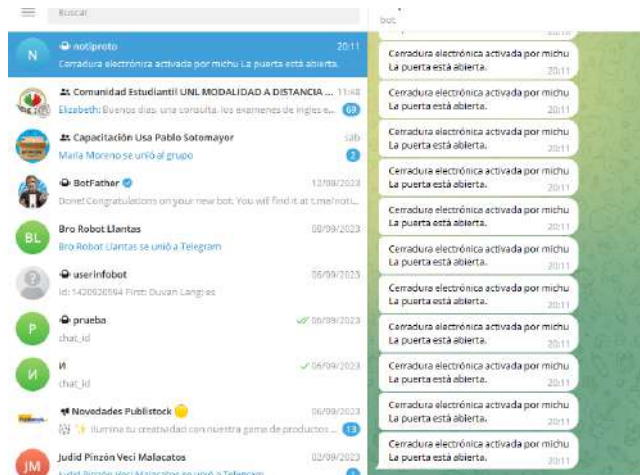 Buscar
bot
notiproto 20:11
Cerradura electrónica activada por michu La puerta está abierta.
Comunidad Estudiantil UNL MODALIDAD A DISTANCIA ... 11:48
Elizabeth: Buenos días, una consulta, los examenes de ingles e... 69
Capacitación Usa Pablo Sotomayor sáb
María Moreno se unió al grupo 2
BotFather 12/09/2023
Done! Congratulations on your new bot. You will find it at t.me/noti...
BL
Bro Robot Llantas 08/09/2023
Bro Robot Llantas se unió a Telegram
userinfobot 06/09/2023
First: Duvan
P
prueba 06/09/2023
chat_id
И
И 06/09/2023
chat_id
Novedades Publistock 06/09/2023
Ilumina tu creatividad con nuestra gama de productos ... 13
JM
Judid Pinzón Veci Malacatos 02/09/2023
Judid Pinzón Veci Malacatos se unió a Telegram 1
N
Cerradura electrónica activada por michu
La puerta está abierta.
20:11
Cerradura electrónica activada por michu
La puerta está abierta.
20:11
Cerradura electrónica activada por michu
La puerta está abierta.
20:11
Cerradura electrónica activada por michu
La puerta está abierta.
20:11
Cerradura electrónica activada por michu
La puerta está abierta.
20:11
Cerradura electrónica activada por michu
La puerta está abierta.
20:11
Cerradura electrónica activada por michu
La puerta está abierta.
20:11
Cerradura electrónica activada por michu
La puerta está abierta.
20:11
Cerradura electrónica activada por michu
La puerta está abierta.
20:11
Cerradura electrónica activada por michu
La puerta está abierta.
20:11
Cerradura electrónica activada por michu
La puerta está abierta.
20:11